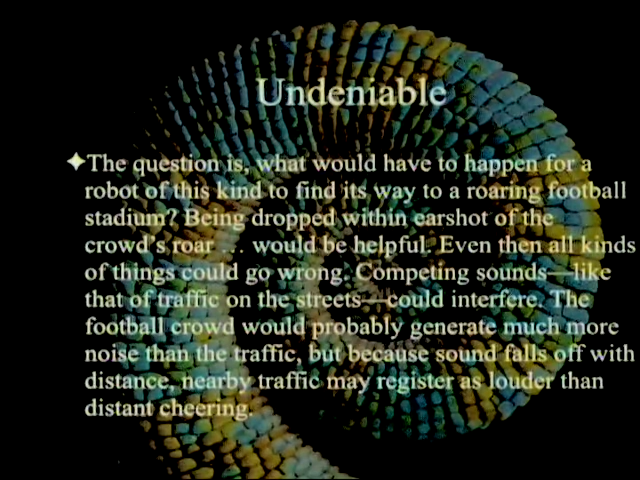 Undeniable
✦The question is, what would have to happen for a
robot of this kind to find its way to a roaring football
stadium? Being dropped within earshot of the
crowd's roar … would be helpful. Even then all kinds
of things could go wrong. Competing sounds—like
that of traffic on the streets—could interfere. The
football crowd would probably generate much more
noise than the traffic, but because sound falls off with
distance, nearby traffic may register as louder than
distant cheering.